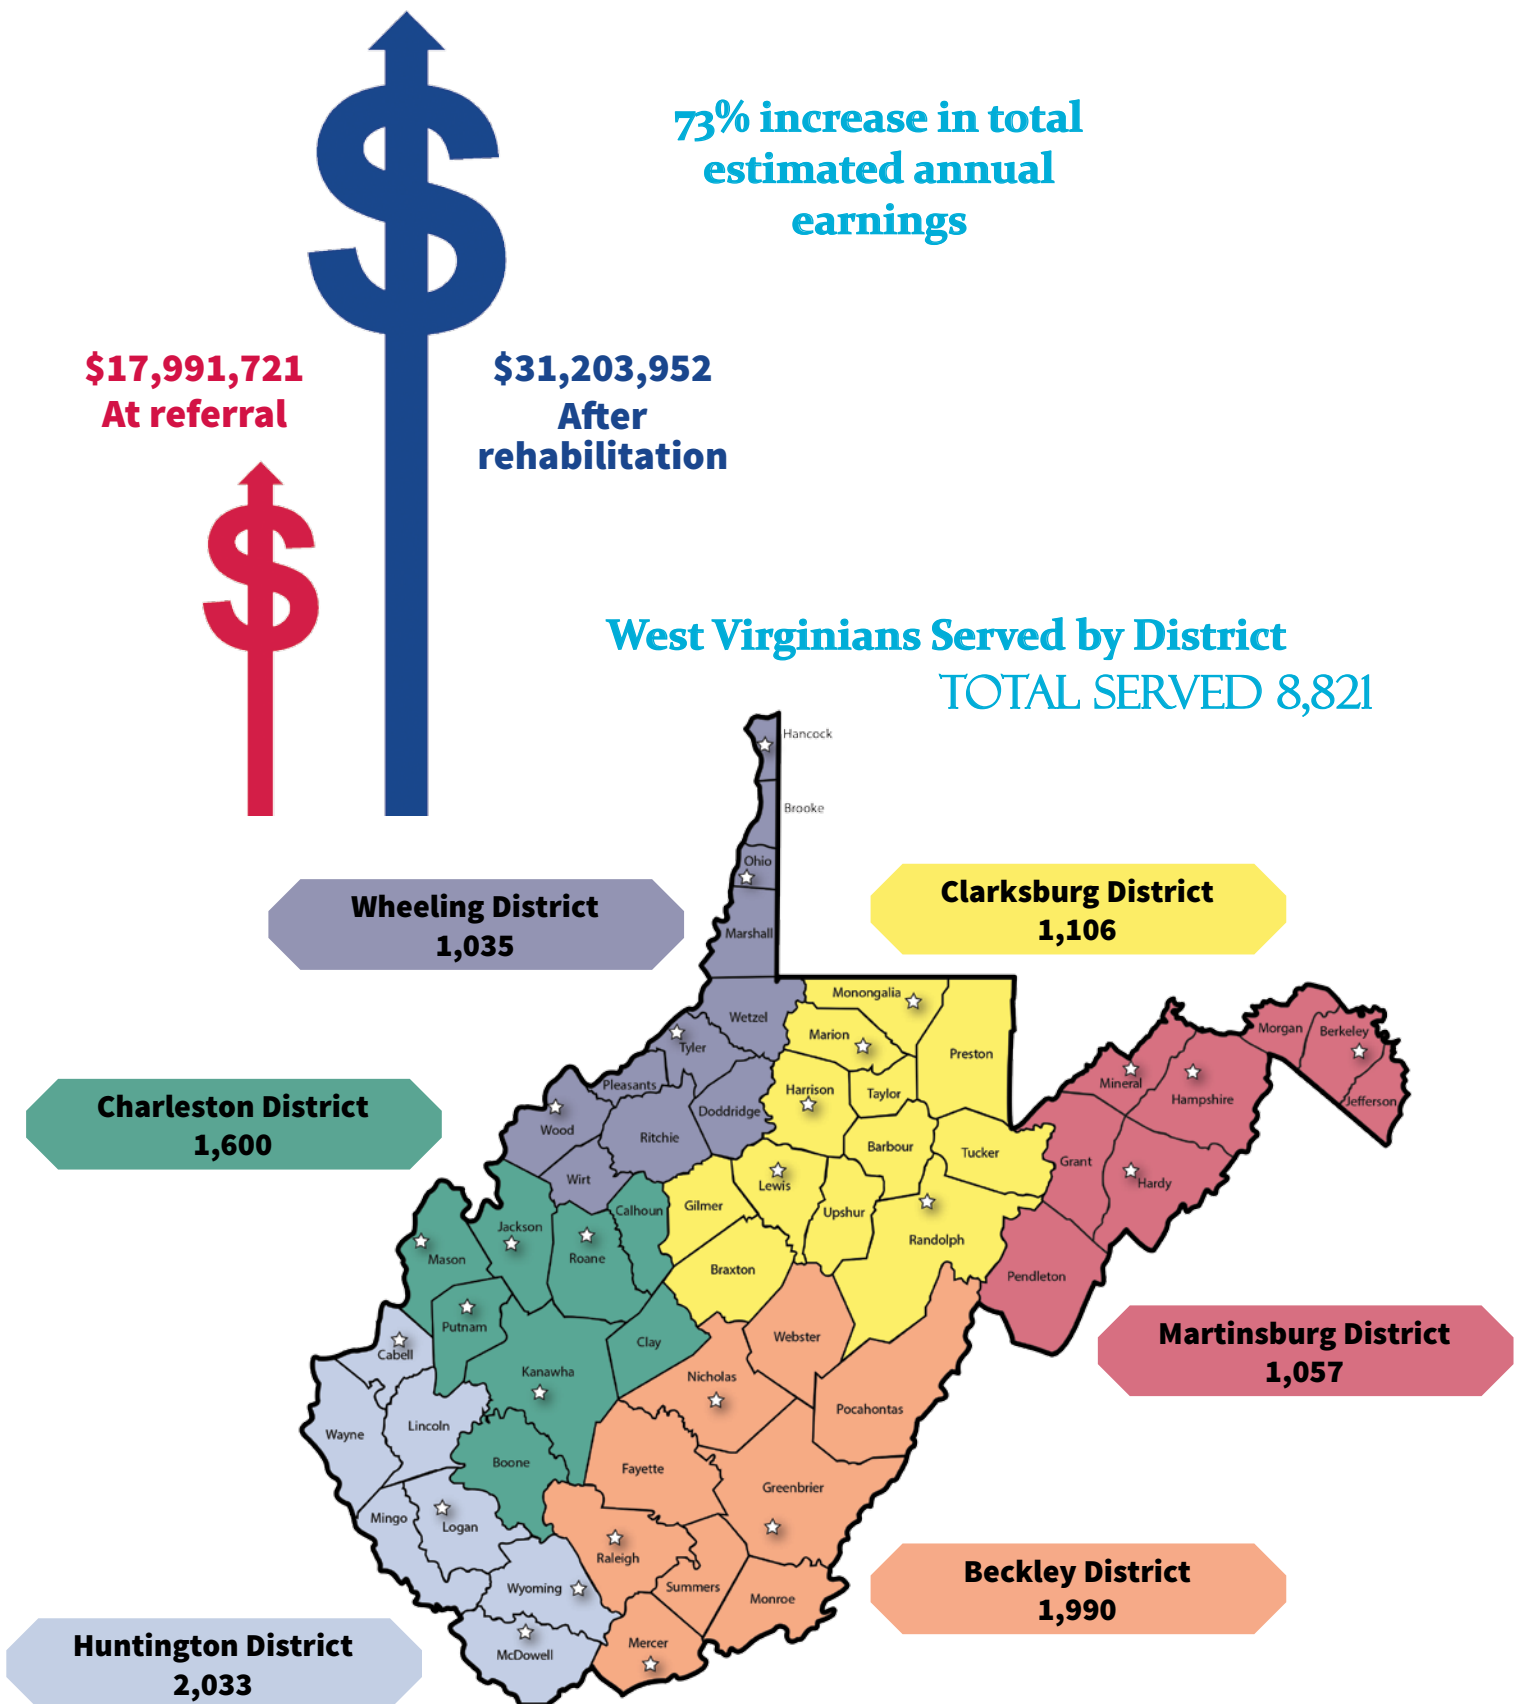 73% increase in total
estimated annual
earnings
$17,991,721
At referral
$31,203,952
After
rehabilitation
West Virginians Served by District
TOTAL SERVED 8,821
Hancock
Brooke
Ohio
Marshall
Wheeling District
1,035
Clarksburg District
1,106
Wetzel
Tyler
Pleasants
Doddridge
Wood
Ritchie
Wirt
Monongalia
Marion
Preston
Harrison
Taylor
Barbour
Tucker
Lewis
Gilmer
Upshur
Randolph
Braxton
Morgan
Berkeley
Jefferson
Mineral
Hampshire
Grant
Hardy
Pendleton
Charleston District
1,600
Calhoun
Jackson
Roane
Mason
Putnam
Clay
Kanawha
Boone
Martinsburg District
1,057
Cabell
Wayne
Lincoln
Mingo
Logan
Wyoming
McDowell
Webster
Nicholas
Pocahontas
Fayette
Greenbrier
Raleigh
Summers
Monroe
Mercer
Beckley District
1,990
Huntington District
2,033